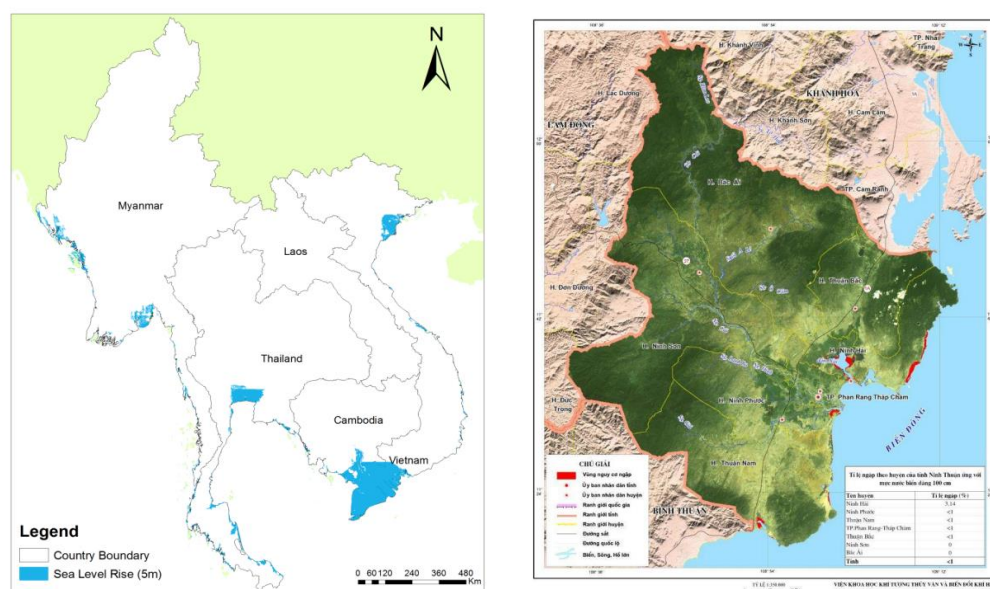 N
Myanmar
Laos
Thailand
Cambodia
Vietnam
Legend
Country Boundary
Sea Level Rise (5m)
0 60 120 240 360 480
Km
H. Khánh Vĩnh
TP. Nha
Trang
H. Lạc Dương
KHÁNH HÒA
LÂM ĐỒNG
H. Khánh Sơn
H. Cam Lâm
H. Bác Ái
TP. Cam Ranh
H. Đơn Dương
H. Thuận Bắc
H. Ninh Sơn
H. Ninh Hải
TP. Phan Rang Tháp Chàm
H. Ninh Phước
H. Đức
Trọng
BIỂN ĐÔNG
H. Thuận Nam
BÌNH THUẬN
CHÚ GIẢI
Vùng nguy cơ ngập
Ủy ban nhân dân tỉnh
Ủy ban nhân dân huyện
Ranh giới quốc gia
Ranh giới tỉnh
Ranh giới huyện
Đường sắt
Đường quốc lộ
Biển, Sông, Hồ lớn
Tỉ lệ ngập theo huyện của tỉnh Ninh Thuận ứng với
mực nước biển dâng 100 cm
Tên huyện Tỉ lệ ngập (%)
Ninh Hải 3,14
Ninh Phước <1
Thuận Nam <1
TP.Phan Rang-Tháp Chàm <1
Thuận Bắc <1
Ninh Sơn 0
Bác Ái 0
Tỉnh <1
VIỆN KHOA HỌC KHÍ TƯỢNG THỦY VĂN VÀ BIẾN ĐỔI KHÍ H